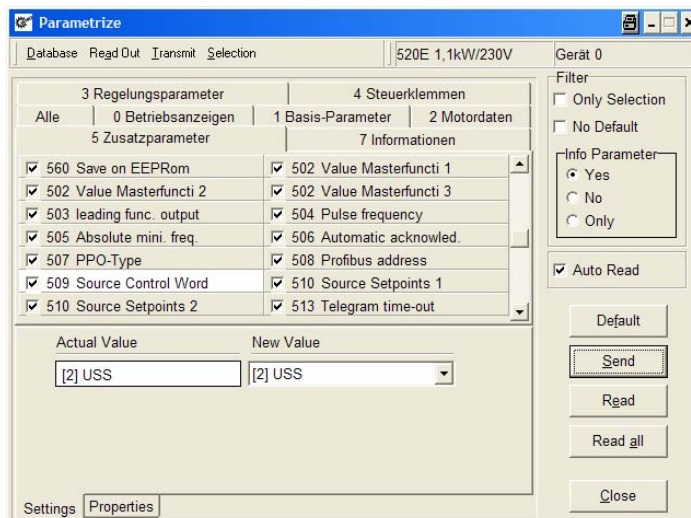 Parametrize
Database Read Out Transmit Selection 520E 1,1kW/230V Gerät 0
3 Regelungsparameter 4 Steuerklemmen
Alle 0 Betriebsanzeigen 1 Basis-Parameter 2 Motordaten
5 Zusatzparameter 7 Informationen
560 Save on EEPRom 502 Value Masterfuncti 1
502 Value Masterfuncti 2 502 Value Masterfuncti 3
503 leading func. output 504 Pulse frequency
505 Absolute mini. freq. 506 Automatic acknowled.
507 PPO-Type 508 Profibus address
509 Source Control Word 510 Source Setpoints 1
510 Source Setpoints 2 513 Telegram time-out
Actual Value New Value
[2] USS [2] USS
Settings Properties
Filter
Only Selection
No Default
Info Parameter
Yes
No
Only
Auto Read
Default
Send
Read
Read all
Close